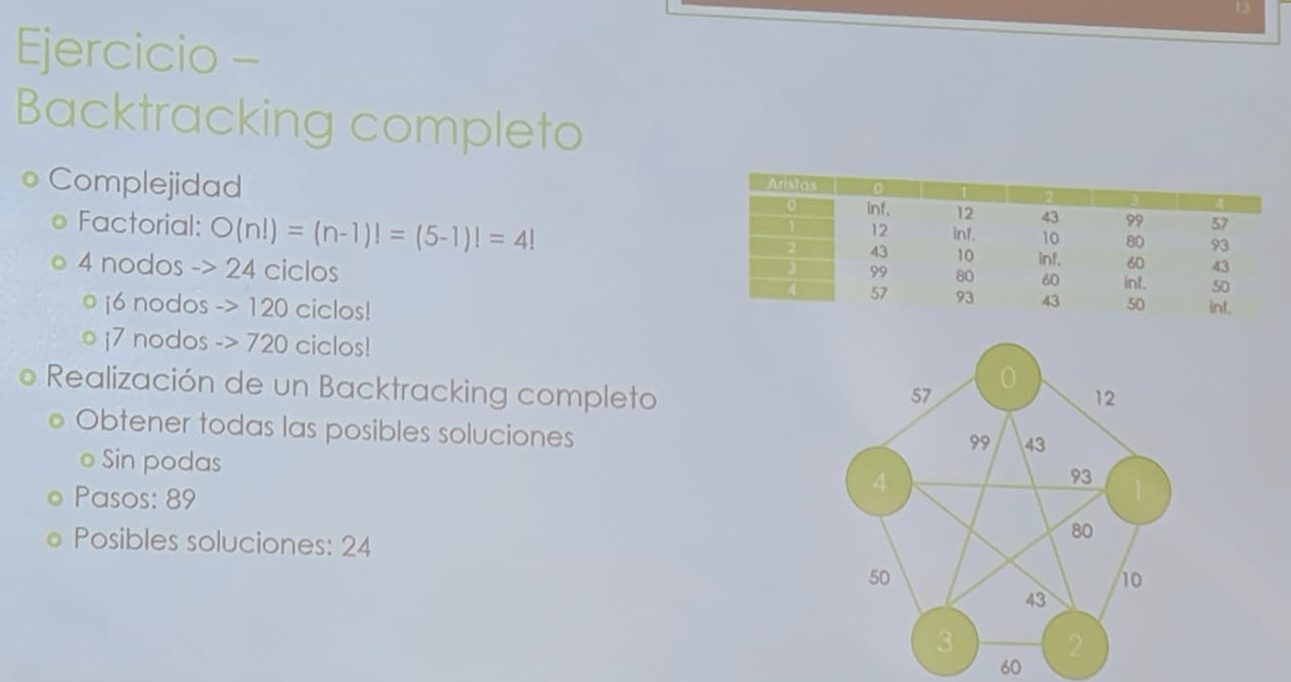 13
Ejercicio –
Backtracking completo
Complejidad
Factorial: O(n!) = (n-1)! = (5-1)! = 4!
4 nodos -> 24 ciclos
¡6 nodos -> 120 ciclos!
¡7 nodos -> 720 ciclos!
Realización de un Backtracking completo
Obtener todas las posibles soluciones
Sin podas
Pasos: 89
Posibles soluciones: 24
Aristas 0 1 2 3 4
0 inf. 12 43 99 57
1 12 inf. 10 80 93
2 43 10 inf. 60 43
3 99 80 60 inf. 50
4 57 93 43 50 inf.
0
57 12
99 43
4 93 1
80
50 43 10
3 2
60